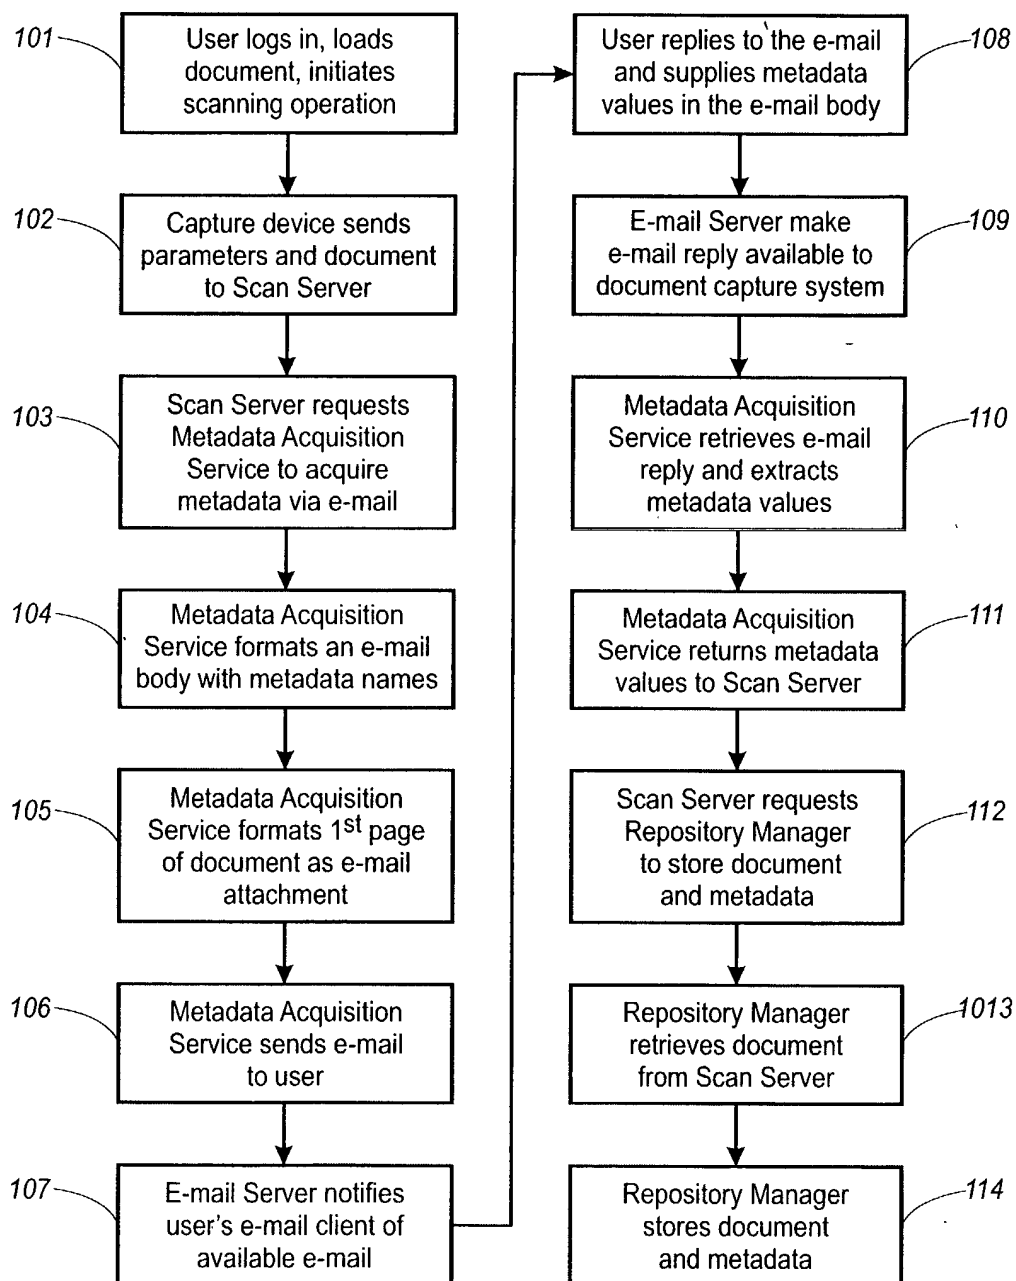 101
User logs in, loads
document, initiates
scanning operation
102
Capture device sends
parameters and document
to Scan Server
103
Scan Server requests
Metadata Acquisition
Service to acquire
metadata via e-mail
104
Metadata Acquisition
Service formats an e-mail
body with metadata names
105
Metadata Acquisition
Service formats 1st page
of document as e-mail
attachment
106
Metadata Acquisition
Service sends e-mail
to user
107
E-mail Server notifies
user's e-mail client of
available e-mail
108
User replies to the e-mail
and supplies metadata
values in the e-mail body
109
E-mail Server make
e-mail reply available to
document capture system
110
Metadata Acquisition
Service retrieves e-mail
reply and extracts
metadata values
111
Metadata Acquisition
Service returns metadata
values to Scan Server
112
Scan Server requests
Repository Manager
to store document
and metadata
1013
Repository Manager
retrieves document
from Scan Server
114
Repository Manager
stores document
and metadata